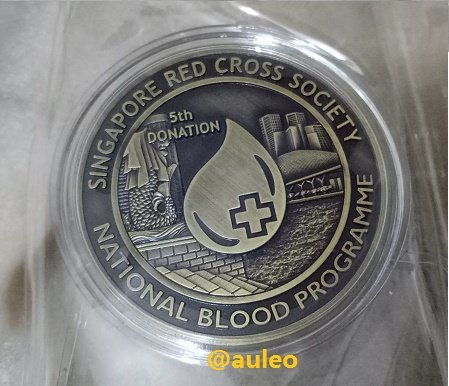 SINGAPORE RED CROSS SOCIETY
5th
DONATION
NATIONAL BLOOD PROGRAMME
@auleo